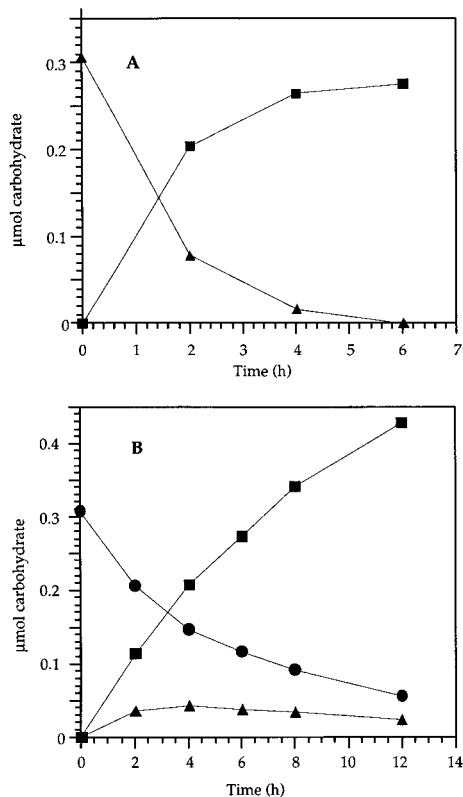 A
0.3
0.2
0.1
0
μmol carbohydrate
0 1 2 3 4 5 6 7
Time (h)
B
0.4
0.3
0.2
0.1
0
μmol carbohydrate
0 2 4 6 8 10 12 14
Time (h)